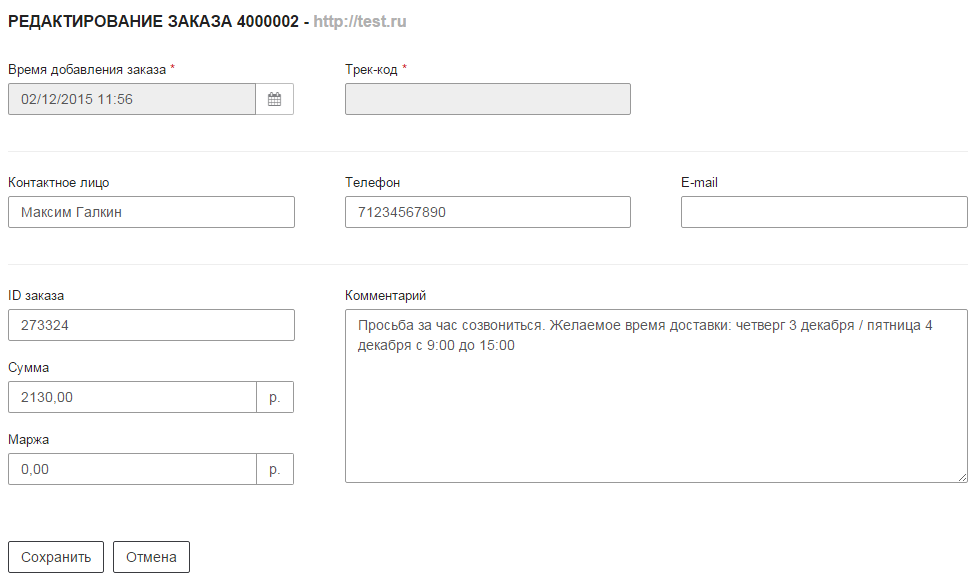 РЕДАКТИРОВАНИЕ ЗАКАЗА 4000002 - http://test.ru
Время добавления заказа *
Трек-код *
02/12/2015 11:56
Контактное лицо
Телефон
E-mail
Максим Галкин
71234567890
ID заказа
Комментарий
273324
Просьба за час созвониться. Желаемое время доставки: четверг 3 декабря / пятница 4
декабря с 9:00 до 15:00
Сумма
2130,00 р.
Маржа
0,00 р.
Сохранить
Отмена